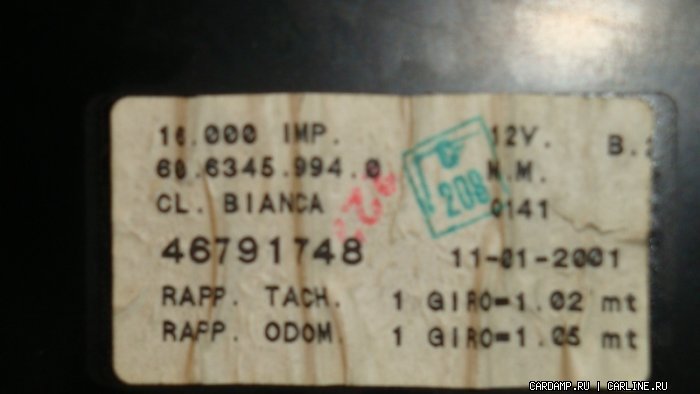 16.000 IMP. 12V. B.
60.6345.994.0 M.M.
CL. BIANCA 0141
208
46791748 11-01-2001
RAPP. TACH. 1 GIRO=1.02 mt
RAPP. ODOM. 1 GIRO=1.05 mt
CARDAMP.RU | CARLINE.RU